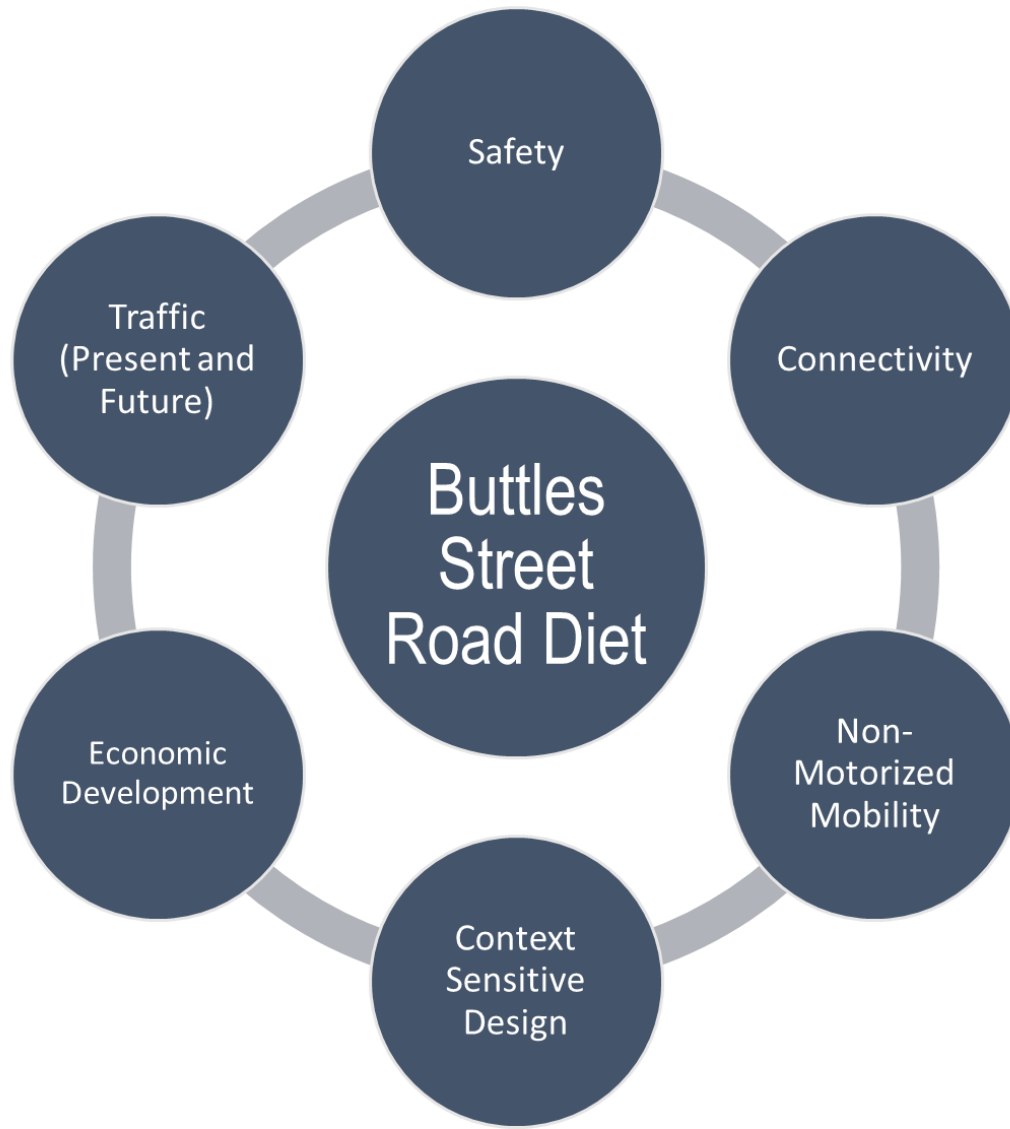 Safety
Connectivity
Non-
Motorized
Mobility
Context
Sensitive
Design
Economic
Development
Traffic
(Present and
Future)
Buttles
Street
Road Diet